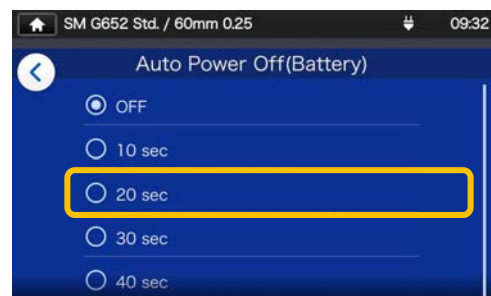 SM G652 Std. / 60mm 0.25 09:32
Auto Power Off(Battery)
OFF
10 sec
20 sec
30 sec
40 sec